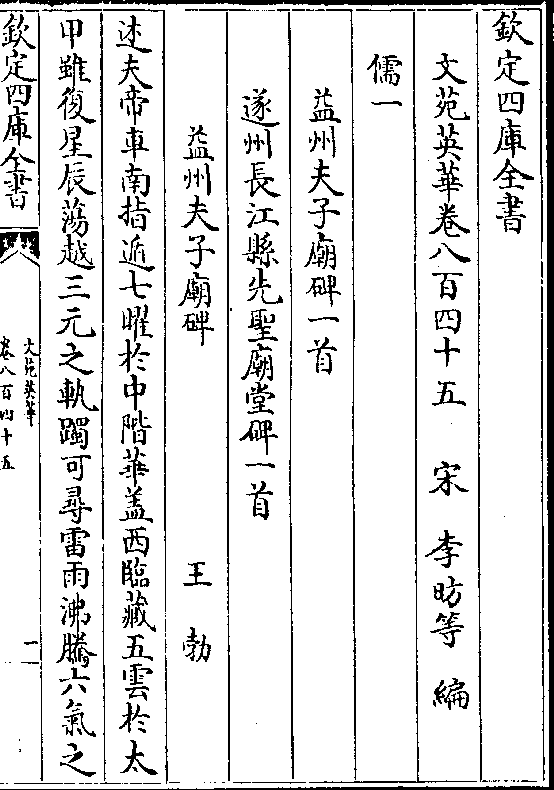 欽定四庫全書
文苑英華卷八百四十五　宋　李昉等　編
儒一
益州夫子廟碑一首
遂州長江縣先聖廟堂碑一首
益州夫子廟碑　王勃
述夫帝車南指遁七曜於中階華盖西臨藏五雲於太
甲雖復星辰蕩越三元之軌躅可尋雷雨沸騰六氣之
欽定四庫全書
文苑英華
卷八百四十五
一